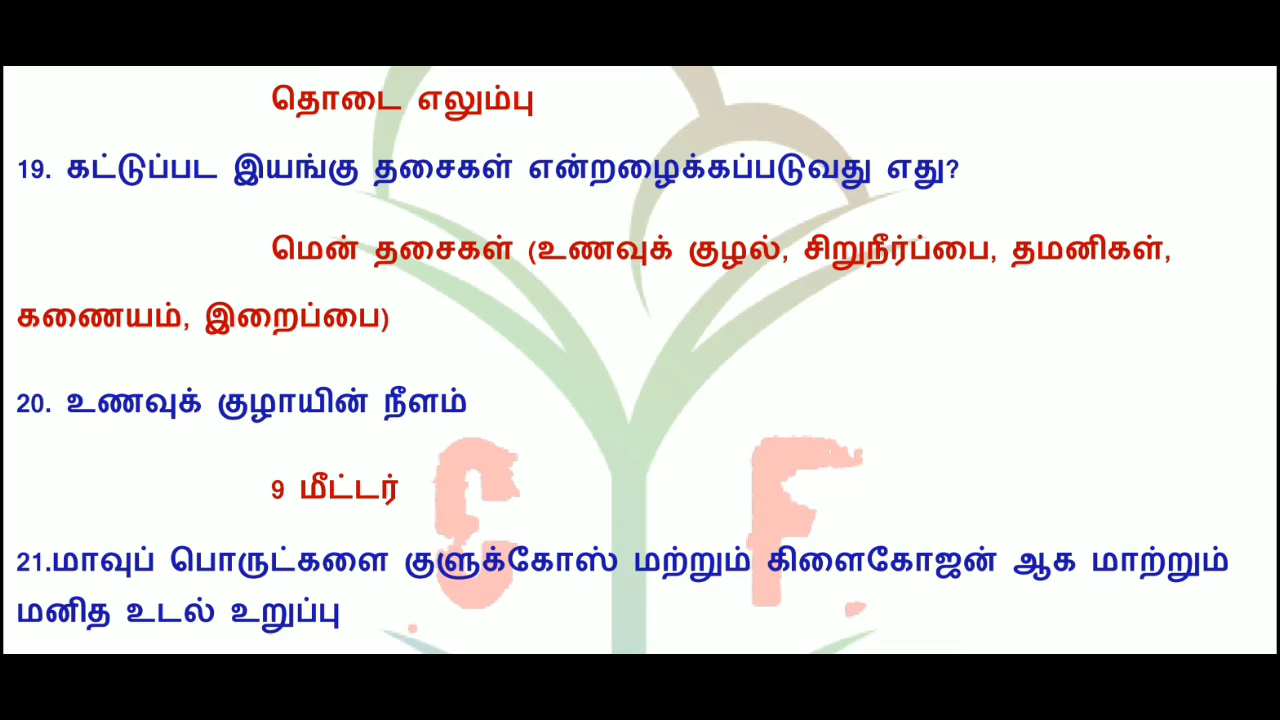 தொடை எலும்பு
19. கட்டுப்பட இயங்கு தசைகள் என்றழைக்கப்படுவது எது?
மென் தசைகள் (உணவுக் குழல், சிறுநீர்ப்பை, தமனிகள்,
கணையம், இறைப்பை)
20. உணவுக் குழாயின் நீளம்
9 மீட்டர்
21.மாவுப் பொருட்களை குளுக்கோஸ் மற்றும் கிளைகோஜன் ஆக மாற்றும்
மனித உடல் உறுப்பு
C F